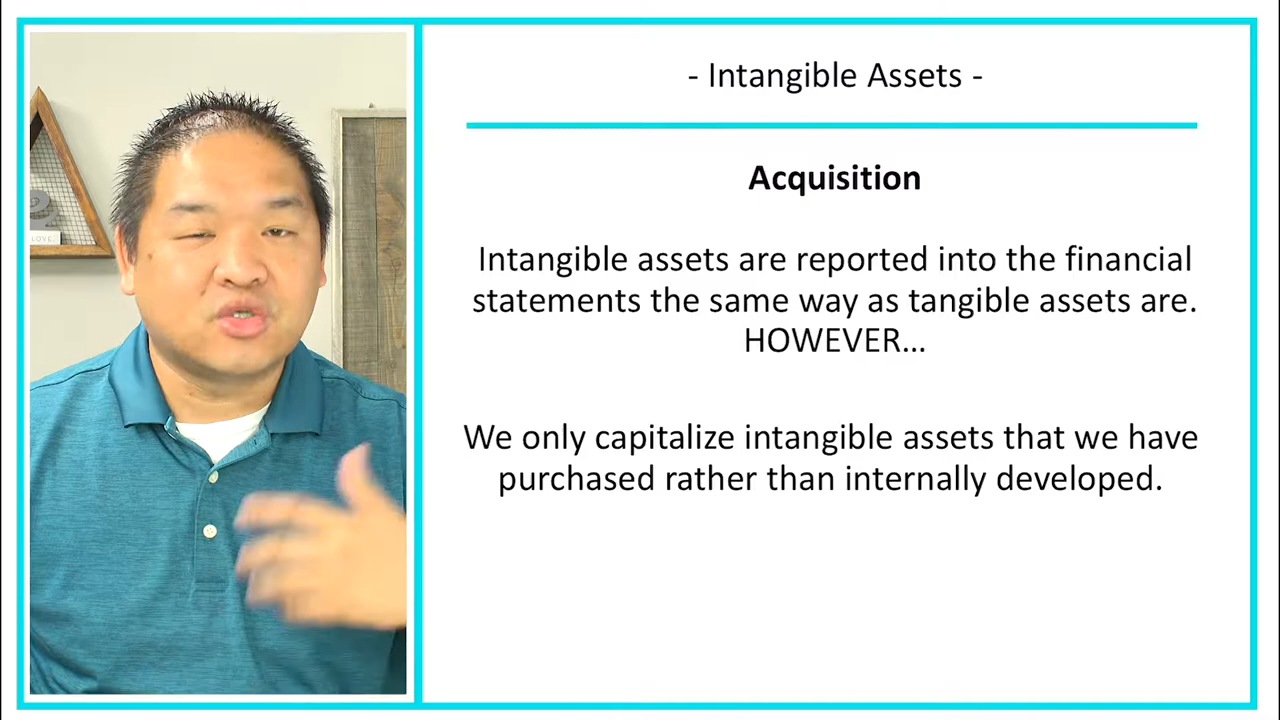 - Intangible Assets -
Acquisition
Intangible assets are reported into the financial
statements the same way as tangible assets are.
HOWEVER...
We only capitalize intangible assets that we have
purchased rather than internally developed.
LOVE.